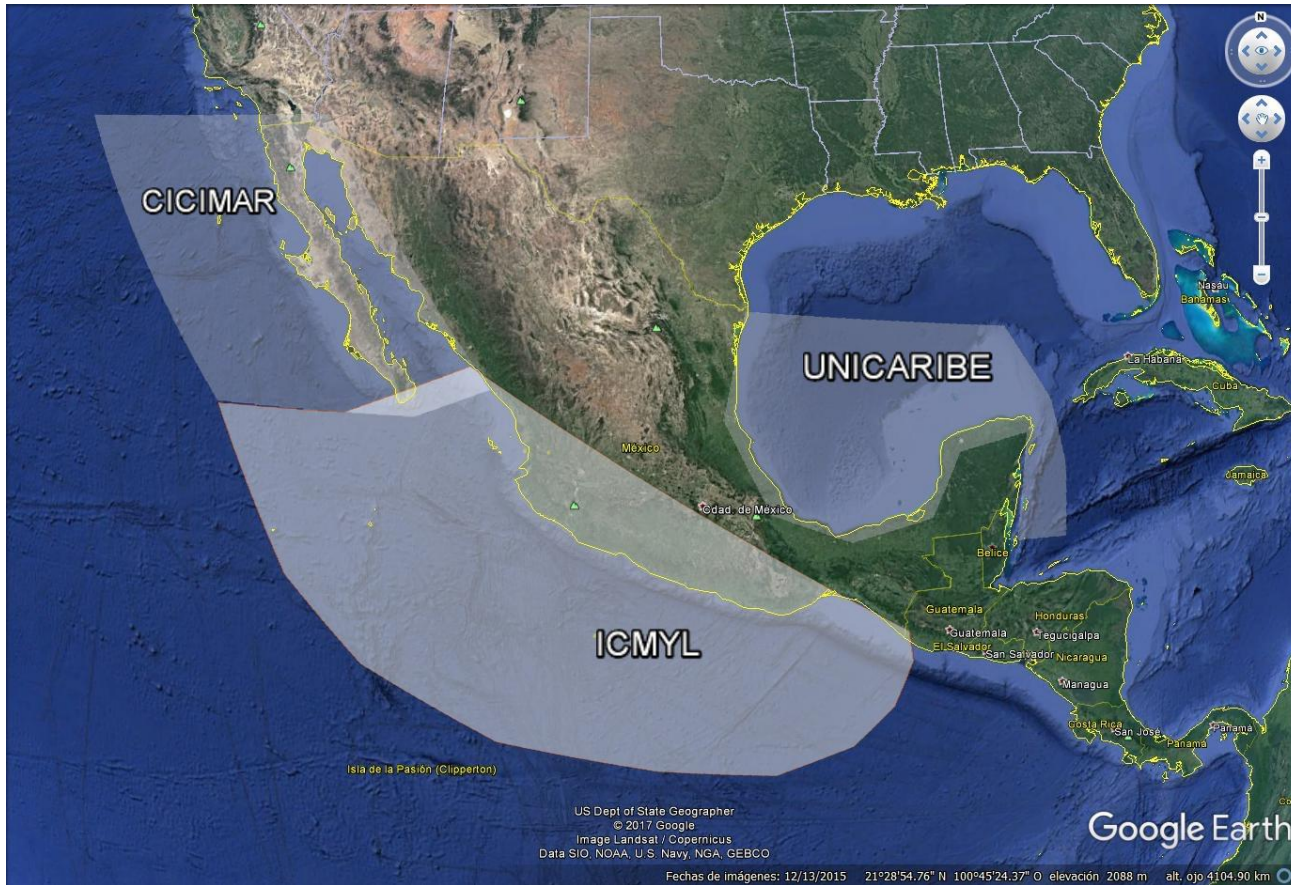 N
CICIMAR
UNICARIBE
Nasáu
Bahamas
La Habana
Cuba
Jamaica
México
Cdad. de México
Belice
Guatemala
Honduras
Guatemala
Tegucigalpa
El Salvador
San Salvador
Nicaragua
ICMYL
Managua
Costa Rica
San José
Panamá
Panamá
Isla de la Pasión (Clipperton)
US Dept of State Geographer
© 2017 Google
Image Landsat / Copernicus
Data SIO, NOAA, U.S. Navy, NGA, GEBCO
Google Earth
Fechas de imágenes: 12/13/2015 21°28'54.76" N 100°45'24.37" O elevación 2088 m alt. ojo 4104.90 km